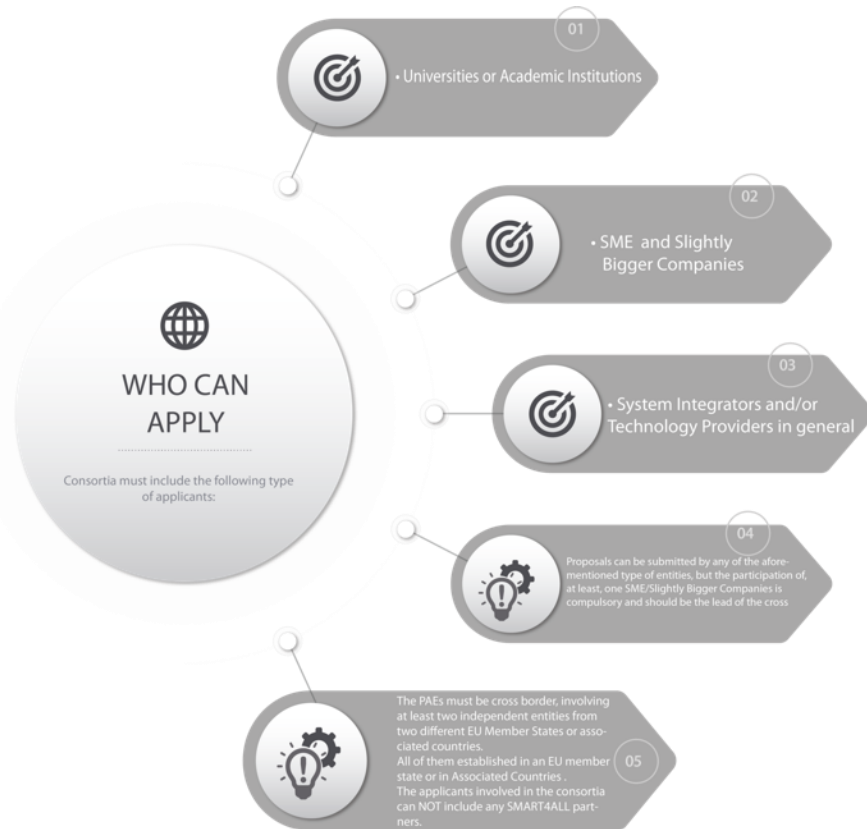 01
• Universities or Academic Institutions
02
• SME and Slightly
Bigger Companies
WHO CAN
APPLY
Consortia must include the following type
of applicants:
03
• System Integrators and/or
Technology Providers in general
04
Proposals can be submitted by any of the afore-
mentioned type of entities, but the participation of,
at least, one SME/Slightly Bigger Companies is
compulsory and should be the lead of the cross
The PAEs must be cross border, involving
at least two independent entities from
two different EU Member States or asso-
ciated countries.
All of them established in an EU member
state or in Associated Countries .
The applicants involved in the consortia
can NOT include any SMART4ALL part-
ners.
05